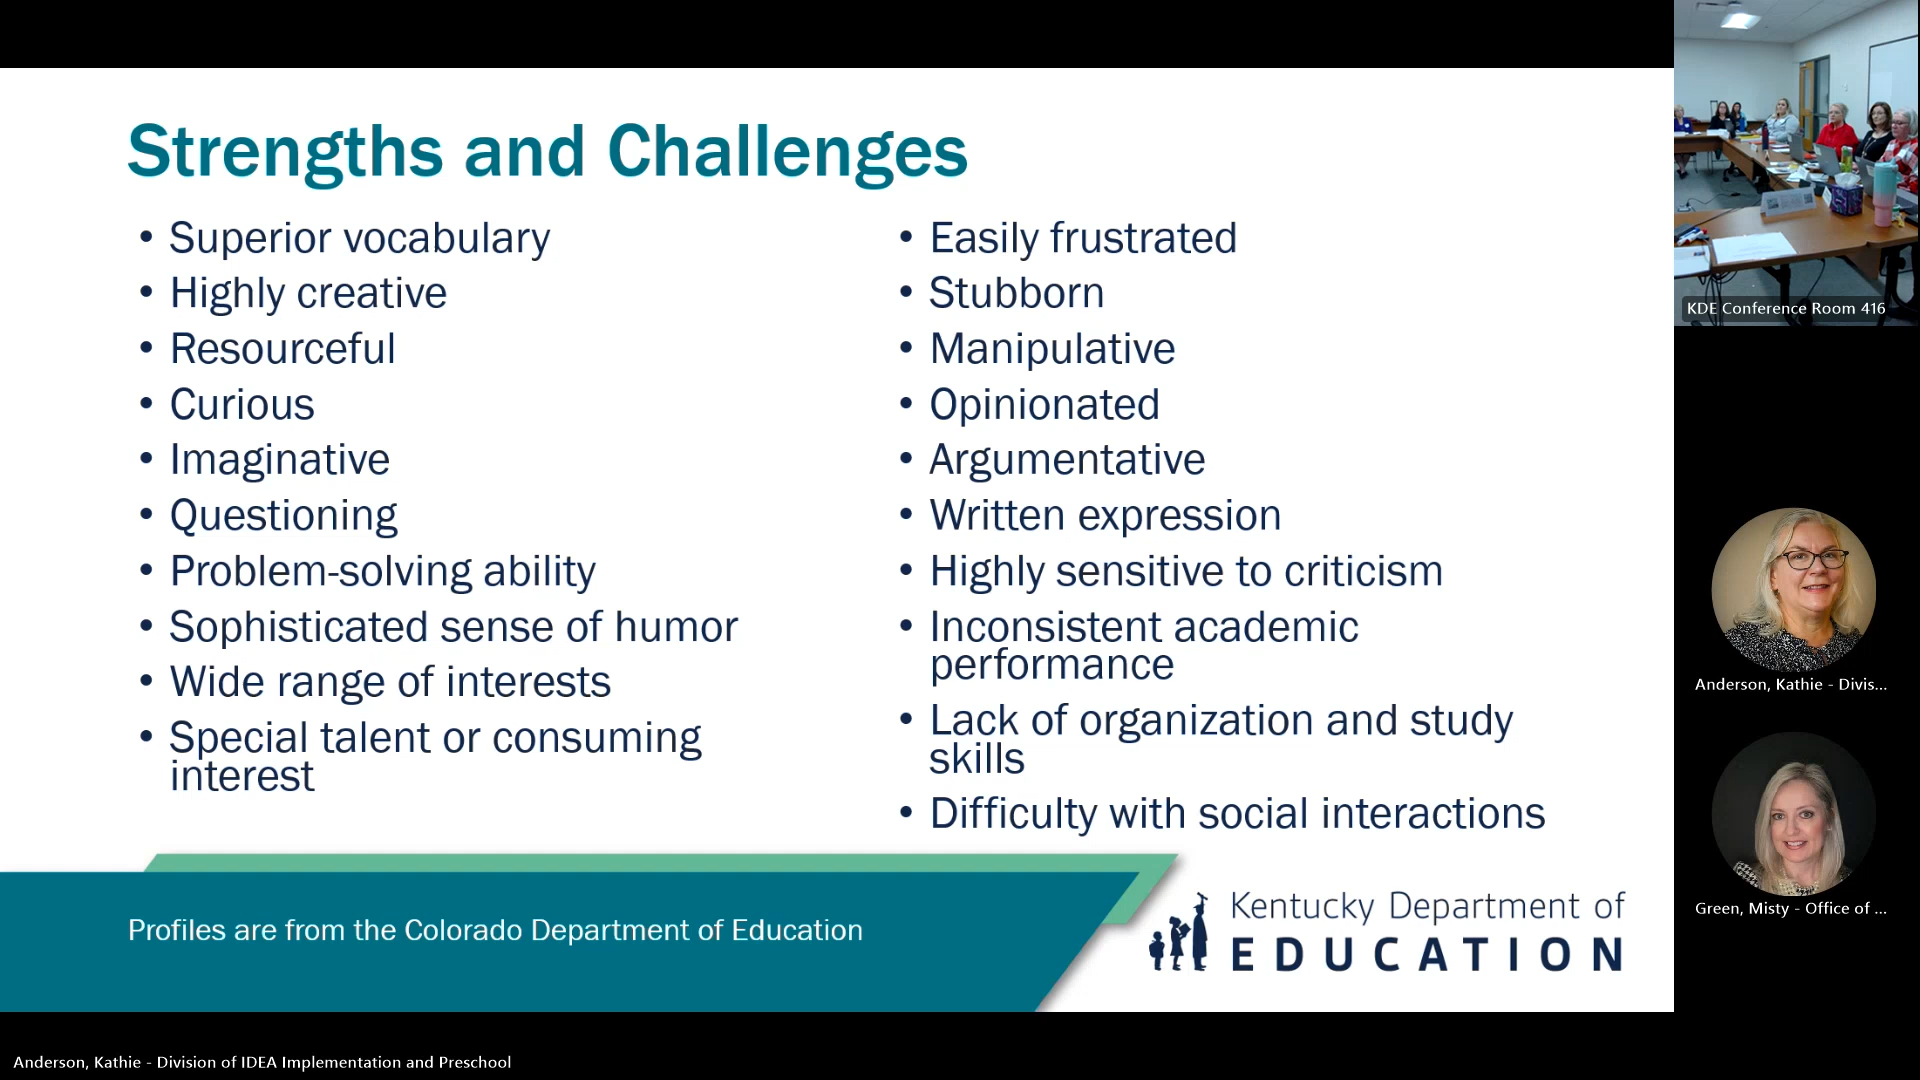 Strengths and Challenges
• Superior vocabulary
• Highly creative
• Resourceful
• Curious
• Imaginative
• Questioning
• Problem-solving ability
• Sophisticated sense of humor
• Wide range of interests
• Special talent or consuming
interest
• Easily frustrated
• Stubborn
• Manipulative
• Opinionated
• Argumentative
• Written expression
• Highly sensitive to criticism
• Inconsistent academic
performance
• Lack of organization and study
skills
• Difficulty with social interactions
Profiles are from the Colorado Department of Education
Kentucky Department of
EDUCATION
KDE Conference Room 416
Anderson, Kathie - Divis...
Green, Misty - Office of ...
Anderson, Kathie - Division of IDEA Implementation and Preschool